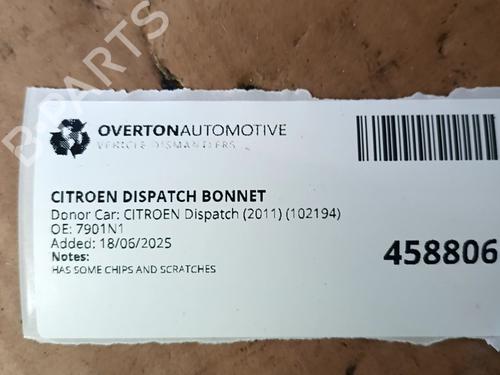 B-PARTS
OVERTONAUTOMOTIVE
VEHICLE DISMANTLERS
CITROEN DISPATCH BONNET
Donor Car: CITROEN Dispatch (2011) (102194)
OE: 7901N1
Added: 18/06/2025
Notes:
HAS SOME CHIPS AND SCRATCHES
458806